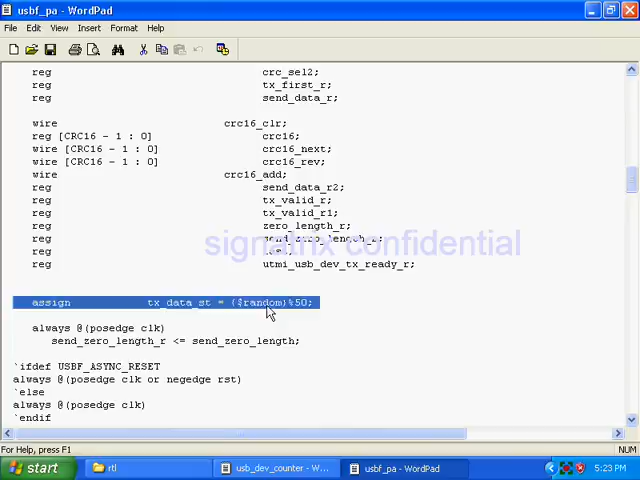 usbf_pa - WordPad
File Edit View Insert Format Help
reg crc_sel2;
reg tx_first_r;
reg send_data_r;
wire crc16_clr;
reg [CRC16 - 1 : 0] crc16;
wire [CRC16 - 1 : 0] crc16_next;
wire [CRC16 - 1 : 0] crc16_rev;
wire crc16_add;
reg send_data_r2;
reg tx_valid_r;
reg tx_valid_r1;
reg zero_length_r;
reg send_zero_length_r;
signatrix confidential
reg
reg utmi_usb_dev_tx_ready_r;
assign tx_data_st = ($random)%50;
always @(posedge clk)
send_zero_length_r <= send_zero_length;
`ifdef USBF_ASYNC_RESET
always @(posedge clk or negedge rst)
`else
always @(posedge clk)
`endif
For Help, press F1 NUM
start rtl usb_dev_counter - W... usbf_pa - WordPad 5:23 PM